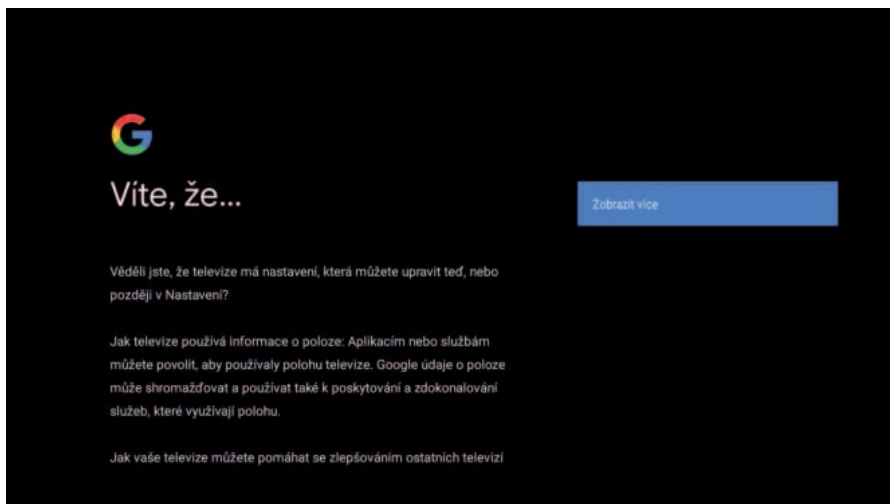 Víte, že...
Zobrazit více
Věděli jste, že televize má nastavení, která můžete upravit teď, nebo
později v Nastavení?
Jak televize používá informace o poloze: Aplikacím nebo službám
můžete povolit, aby používaly polohu televize. Google údaje o poloze
může shromažďovat a používat také k poskytování a zdokonalování
služeb, které využívají polohu.
Jak vaše televize můžete pomáhat se zlepšováním ostatních televizí